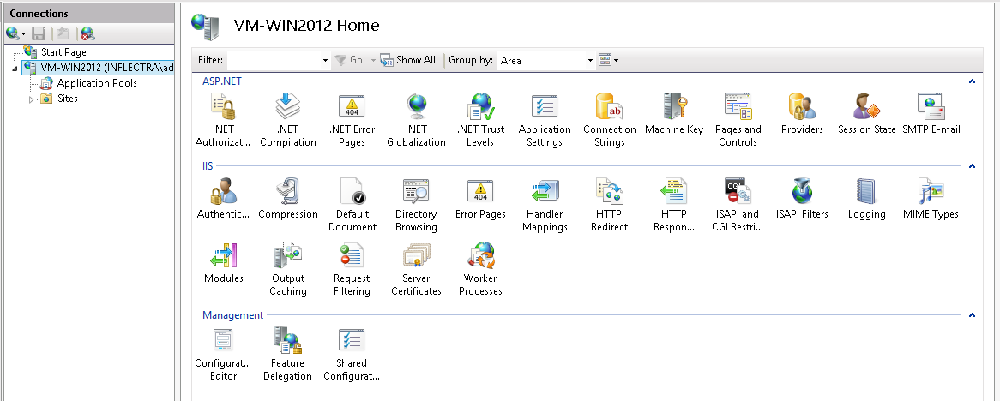 Connections
Start Page
VM-WIN2012 (INFLECTRA\ad
Application Pools
Sites
VM-WIN2012 Home
Filter: Go Show All Group by: Area
ASP.NET
.NET Authorizat...
.NET Compilation
.NET Error Pages
.NET Globalization
.NET Trust Levels
Application Settings
Connection Strings
Machine Key
Pages and Controls
Providers
Session State
SMTP E-mail
IIS
Authentic...
Compression
Default Document
Directory Browsing
Error Pages
Handler Mappings
HTTP Redirect
HTTP Respon...
ISAPI and CGI Restri...
ISAPI Filters
Logging
MIME Types
Modules
Output Caching
Request Filtering
Server Certificates
Worker Processes
Management
Configurat... Editor
Feature Delegation
Shared Configurat...